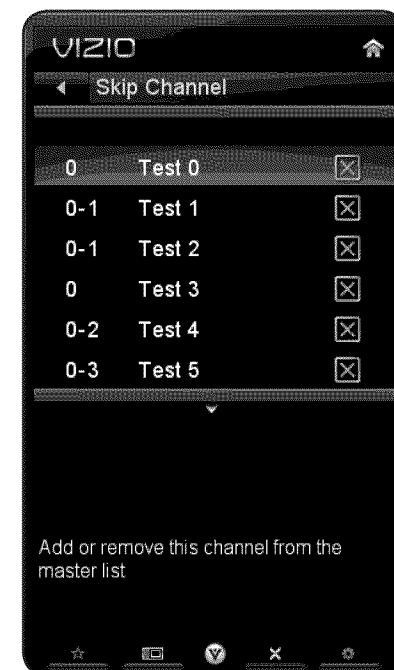 VIZIO
Skip Channel
0 Test 0
0-1 Test 1
0-1 Test 2
0 Test 3
0-2 Test 4
0-3 Test 5
Add or remove this channel from the
master list